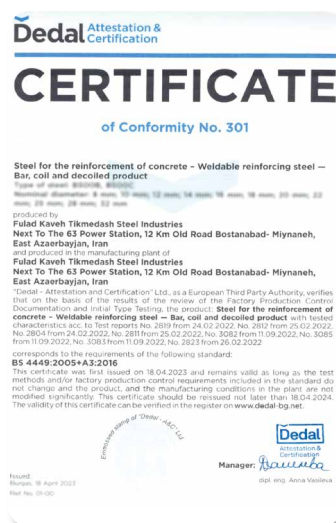 Dedal Attestation &
Certification
CERTIFICATE
of Conformity No. 301
Steel for the reinforcement of concrete – Weldable reinforcing steel —
Bar, coil and decoiled product
produced by
Fulad Kaveh Tikmedash Steel Industries
Next To The 63 Power Station, 12 Km Old Road Bostanabad- Miyneh,
East Azaerbayjan, Iran
and produced in the manufacturing plant of
Fulad Kaveh Tikmedash Steel Industries
Next To The 63 Power Station, 12 Km Old Road Bostanabad- Miynaneh,
East Azaerbayjan, Iran
"Dedal - Attestation and Certification" Ltd., as a European Third Party Authority, verifies
that on the basis of the results of the review of the Factory Production Control
Documentation and Initial Type Testing, the product: Steel for the reinforcement of
concrete – Weldable reinforcing steel — Bar, coil and decoiled product with tested
characteristics acc. to Test reports No. 2819 from 24.02.2022, No. 2812 from 25.02.2022,
No. 2804 from 24.02.2022, No. 2811 from 25.02.2022, No. 3082 from 11.09.2022, No. 3085
from 11.09.2022, No. 3083 from 11.09.2022, No. 2823 from 26.02.2022
corresponds to the requirements of the following standard:
BS 4449:2005+A3:2016
This certificate was first issued on 18.04.2023 and remains valid as long as the test
methods and/or factory production control requirements included in the standard do
not change and the product, and the manufacturing conditions in the plant are not
modified significantly. This certificate should be reissued not later than 18.04.2024.
The validity of this certificate can be verified in the register on www.dedal-bg.net.
Embossed stamp of "Dedal - A&C" Ltd
Dedal
Attestation &
Certification
Manager:
dipl. eng. Anna Vasileva
Issued:
Burgas, 18 April 2023